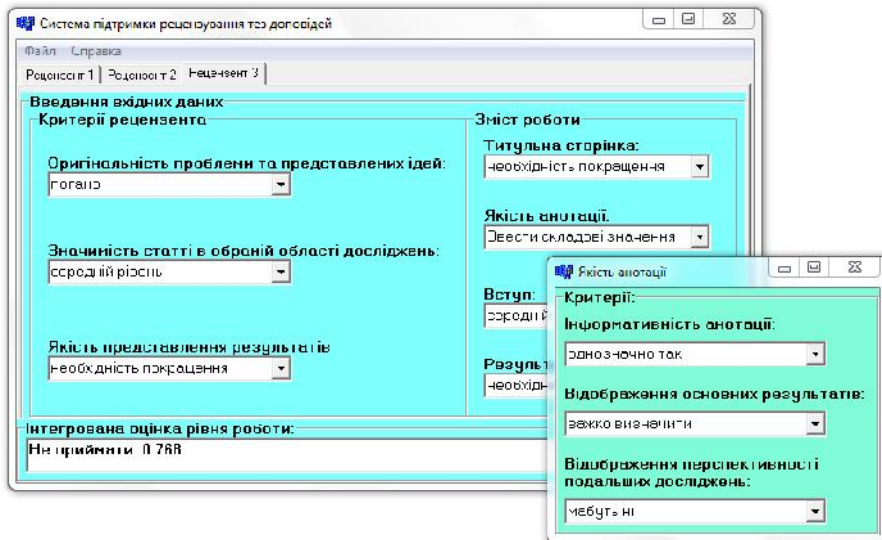 Система підтримки рецензування тез доповідей
Файл Справка
Рецензент 1 Рецензент 2 Рецензент 3
Введення вхідних даних
Критерії рецензента
Оригінальність проблеми та представлених ідей:
погано
Значимість статті в обраній області досліджень:
середній рівень
Якість представлення результатів
необхідність покращення
Зміст роботи
Титульна сторінка:
необхідність покращення
Якість анотації:
Ввести складові значення
Вступ:
середній
Результ
необхідн
Інтегрована оцінка рівня роботи:
Не приймати 0.768
Якість анотації
Критерії:
Інформативність анотації:
однозначно так
Відображення основних результатів:
важко визначити
Відображення перспективності
подальших досліджень:
мабуть ні